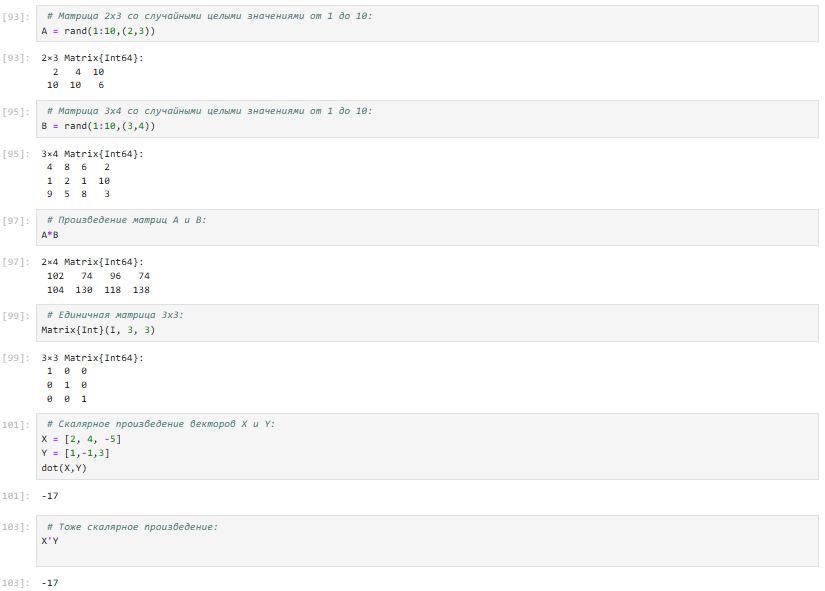 [93]: # Матрица 2x3 со случайными целыми значениями от 1 до 10:
A = rand(1:10,(2,3))
[93]: 2×3 Matrix{Int64}:
2 4 10
10 10 6
[95]: # Матрица 3x4 со случайными целыми значениями от 1 до 10:
B = rand(1:10,(3,4))
[95]: 3×4 Matrix{Int64}:
4 8 6 2
1 2 1 10
9 5 8 3
[97]: # Произведение матриц A и B:
A*B
[97]: 2×4 Matrix{Int64}:
102 74 96 74
104 130 118 138
[99]: # Единичная матрица 3x3:
Matrix{Int}(I, 3, 3)
[99]: 3×3 Matrix{Int64}:
1 0 0
0 1 0
0 0 1
101]: # Скалярное произведение векторов X и Y:
X = [2, 4, -5]
Y = [1,-1,3]
dot(X,Y)
101]: -17
103]: # Тоже скалярное произведение:
X'Y
103]: -17